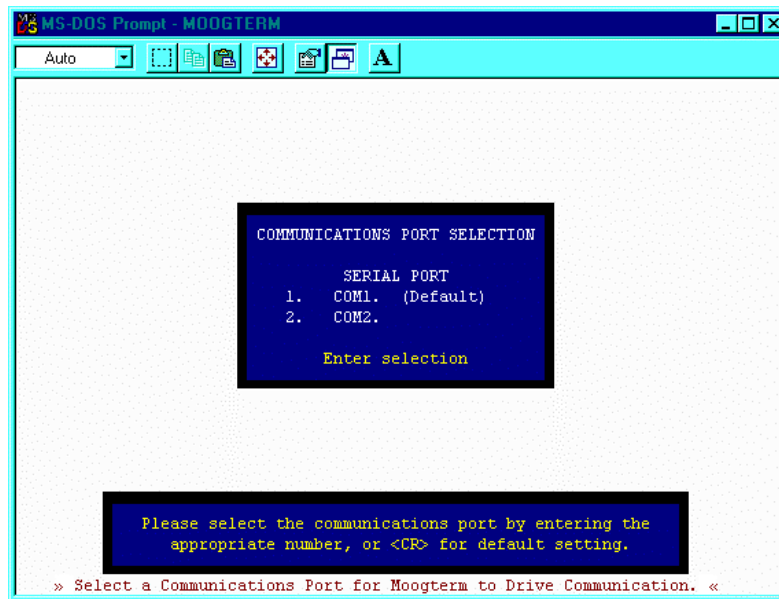 MS-DOS Prompt - MOOGTERM
Auto
A
COMMUNICATIONS PORT SELECTION
SERIAL PORT
1. COM1. (Default)
2. COM2.
Enter selection
Please select the communications port by entering the
appropriate number, or <CR> for default setting.
» Select a Communications Port for Moogterm to Drive Communication. «